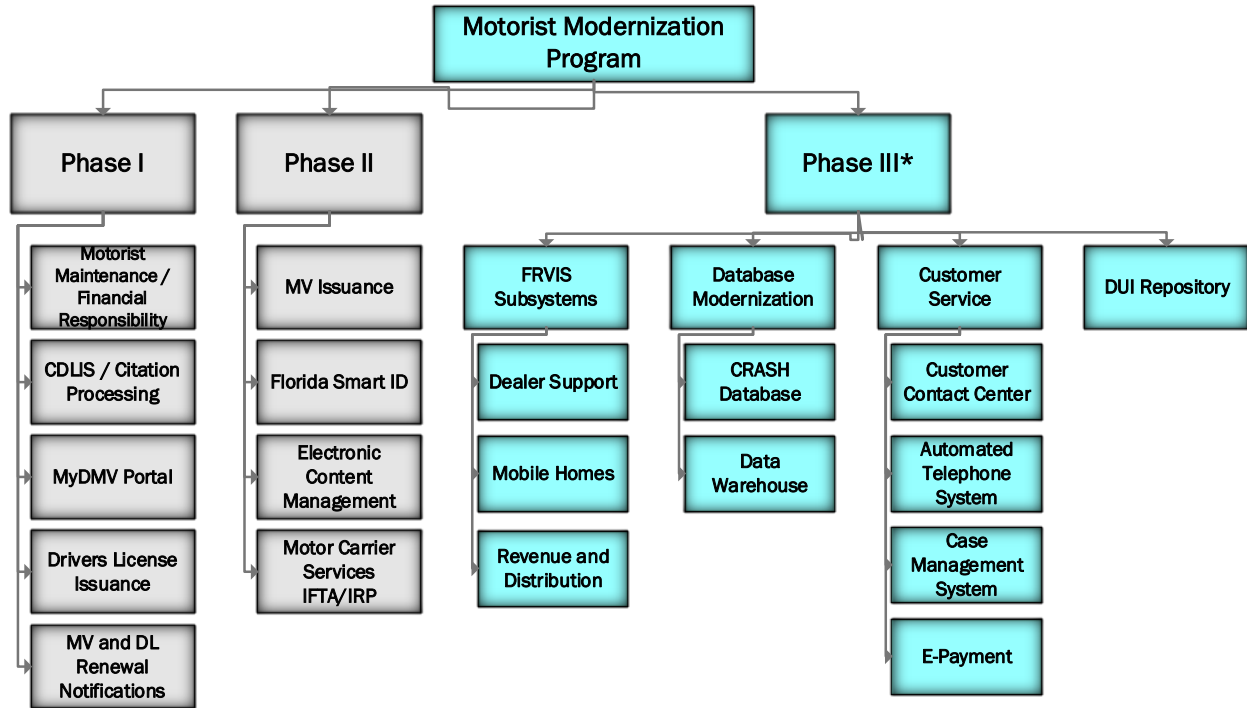 Motorist Modernization
Program
Phase I
Phase II
Phase III*
Motorist
Maintenance /
Financial
Responsibility
CDLIS / Citation
Processing
MyDMV Portal
Drivers License
Issuance
MV and DL
Renewal
Notifications
MV Issuance
Florida Smart ID
Electronic
Content
Management
Motor Carrier
Services
IFTA/IRP
FRVIS
Subsystems
Dealer Support
Mobile Homes
Revenue and
Distribution
Database
Modernization
CRASH
Database
Data
Warehouse
Customer
Service
Customer
Contact Center
Automated
Telephone
System
Case
Management
System
E-Payment
DUI Repository